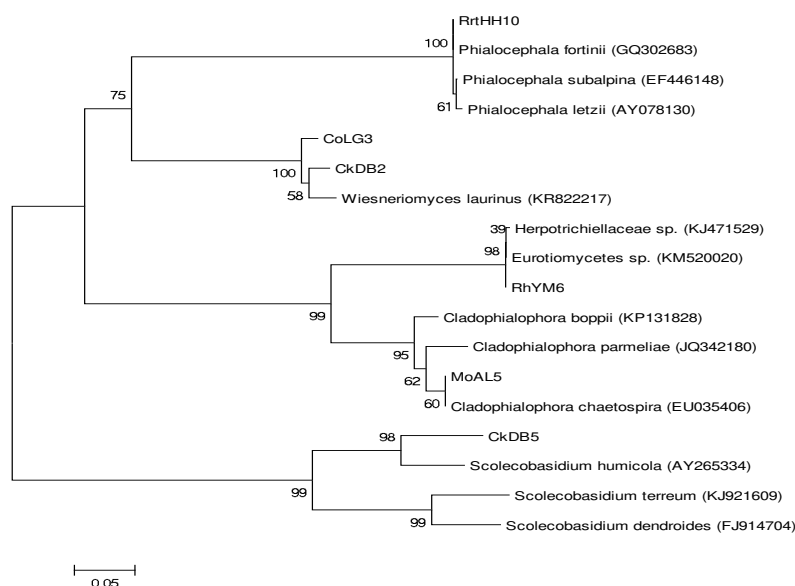 RrtHH10
100
Phialocephala fortinii (GQ302683)
Phialocephala subalpina (EF446148)
75
61
Phialocephala letzii (AY078130)
CoLG3
100
CkDB2
58
Wiesneriomyces laurinus (KR822217)
39
Herpotrichiellaceae sp. (KJ471529)
98
Eurotiomycetes sp. (KM520020)
RhYM6
99
Cladophialophora boppii (KP131828)
95
Cladophialophora parmeliae (JQ342180)
62
MoAL5
60
Cladophialophora chaetospira (EU035406)
98
CkDB5
Scolecobasidium humicola (AY265334)
99
Scolecobasidium terreum (KJ921609)
99
Scolecobasidium dendroides (FJ914704)
0.05